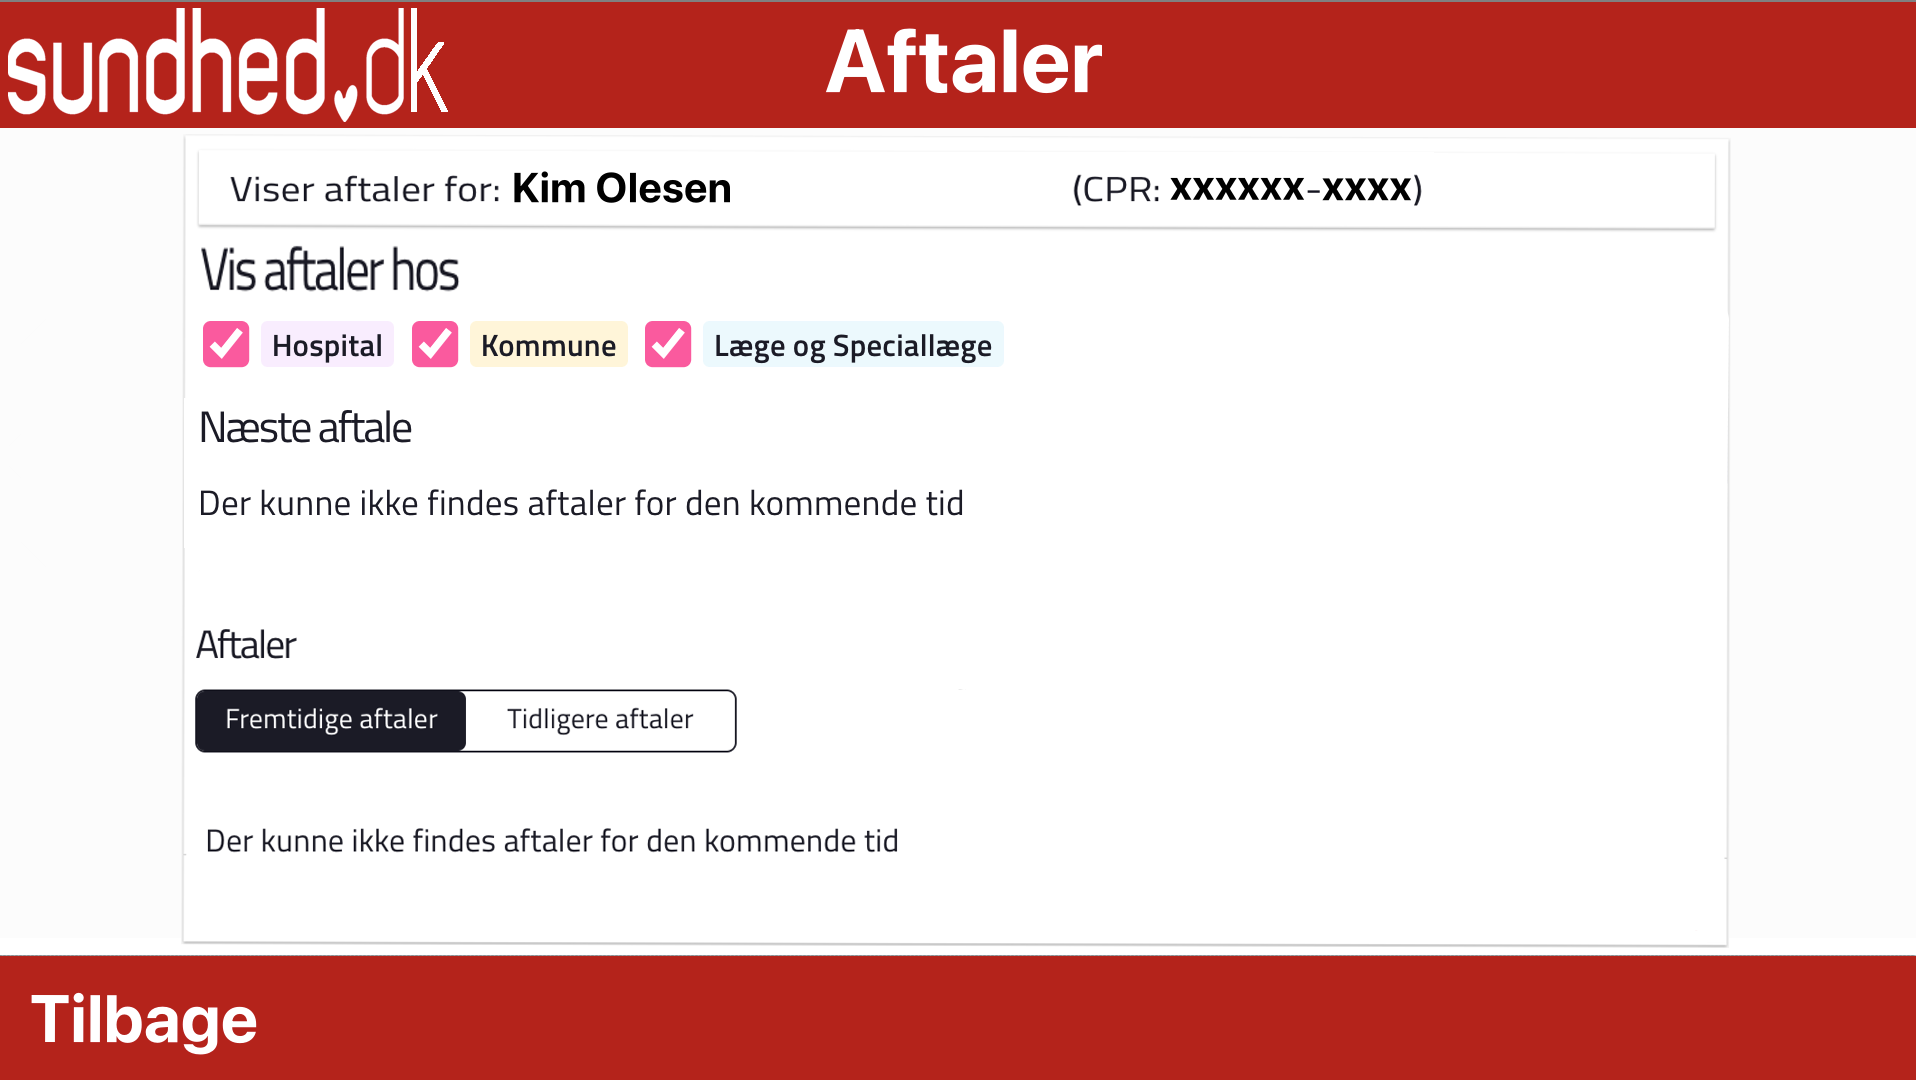 sundhed.dk
Aftaler
Viser aftaler for: Kim Olesen (CPR: xxxxxx-xxxx)
Vis aftaler hos
Hospital Kommune Læge og Speciallæge
Næste aftale
Der kunne ikke findes aftaler for den kommende tid
Aftaler
Fremtidige aftaler Tidligere aftaler
Der kunne ikke findes aftaler for den kommende tid
Tilbage